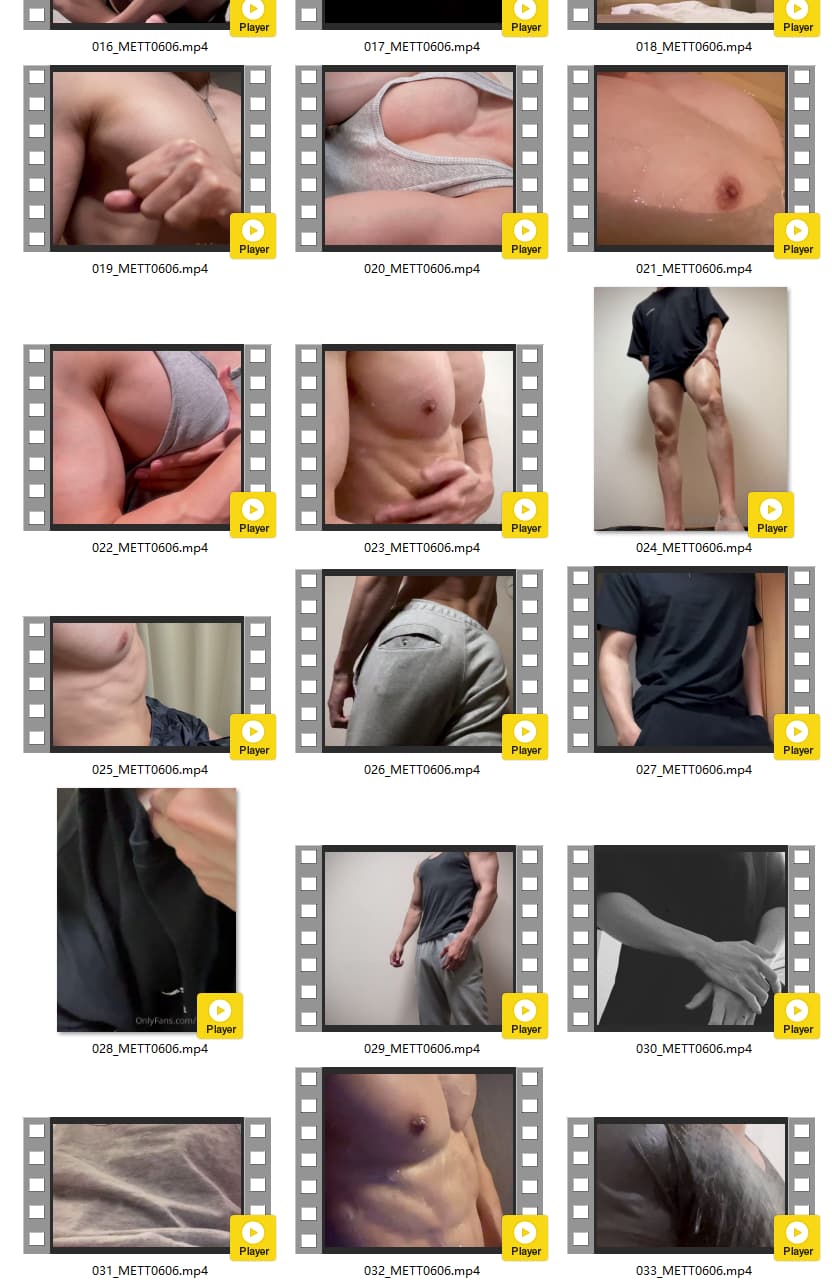 Player
Player
Player
016_METT0606.mp4
017_METT0606.mp4
018_METT0606.mp4
Player
Player
Player
019_METT0606.mp4
020_METT0606.mp4
021_METT0606.mp4
Player
Player
Player
022_METT0606.mp4
023_METT0606.mp4
024_METT0606.mp4
Player
Player
Player
025_METT0606.mp4
026_METT0606.mp4
027_METT0606.mp4
OnlyFans.com/
Player
Player
Player
028_METT0606.mp4
029_METT0606.mp4
030_METT0606.mp4
Player
Player
Player
031_METT0606.mp4
032_METT0606.mp4
033_METT0606.mp4